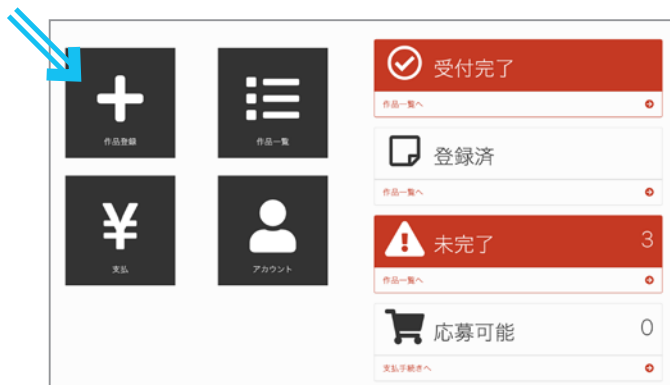 作品登録
作品一覧
¥
支払
アカウント
受付完了
作品一覧へ
登録済
作品一覧へ
未完了 3
作品一覧へ
応募可能 0
支払手続きへ